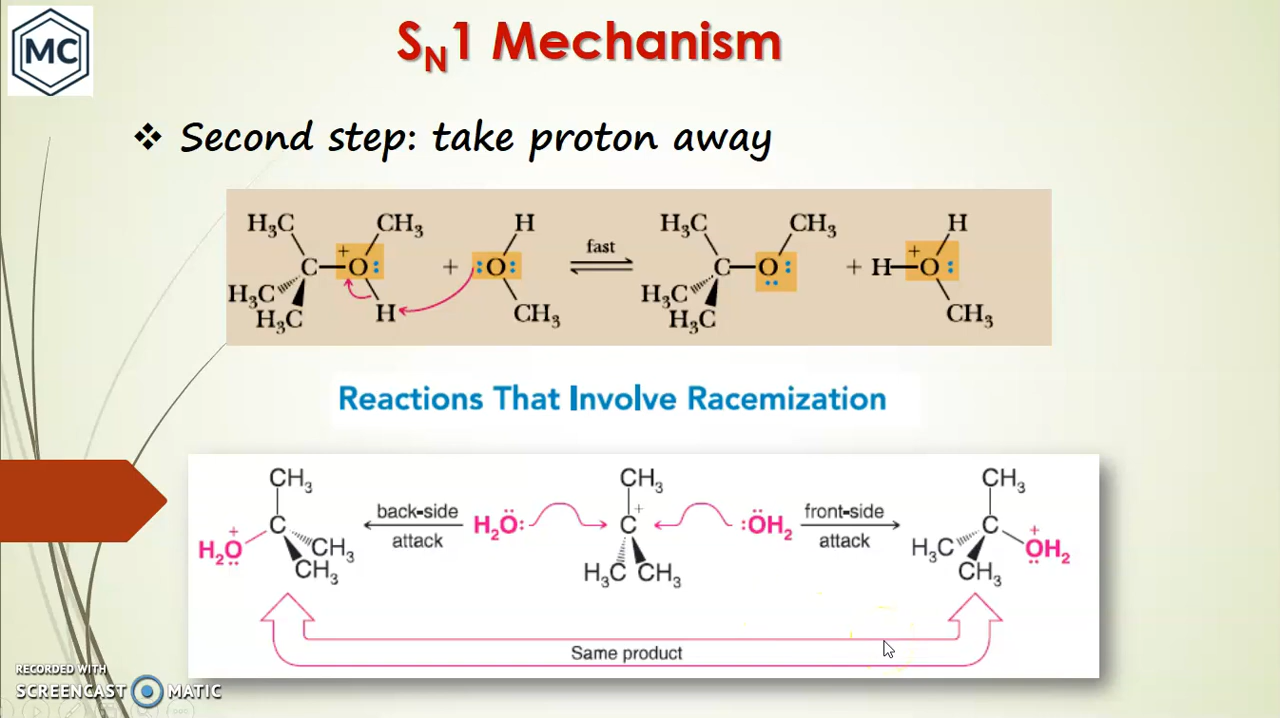 MC
SN1 Mechanism
❖ Second step: take proton away
H3C CH3 H H3C CH3 H
+ fast +
C—O: + :O: C—O: + H—O:
H3C H H3C
H3C CH3 H3C CH3
Reactions That Involve Racemization
CH3 CH3 CH3
back-side front-side
+ C H2O: C+ :OH2 C +
attack attack
H2O CH3 H3C OH2
CH3 H3C CH3 CH3
Same product
RECORDED WITH
SCREENCAST MATIC